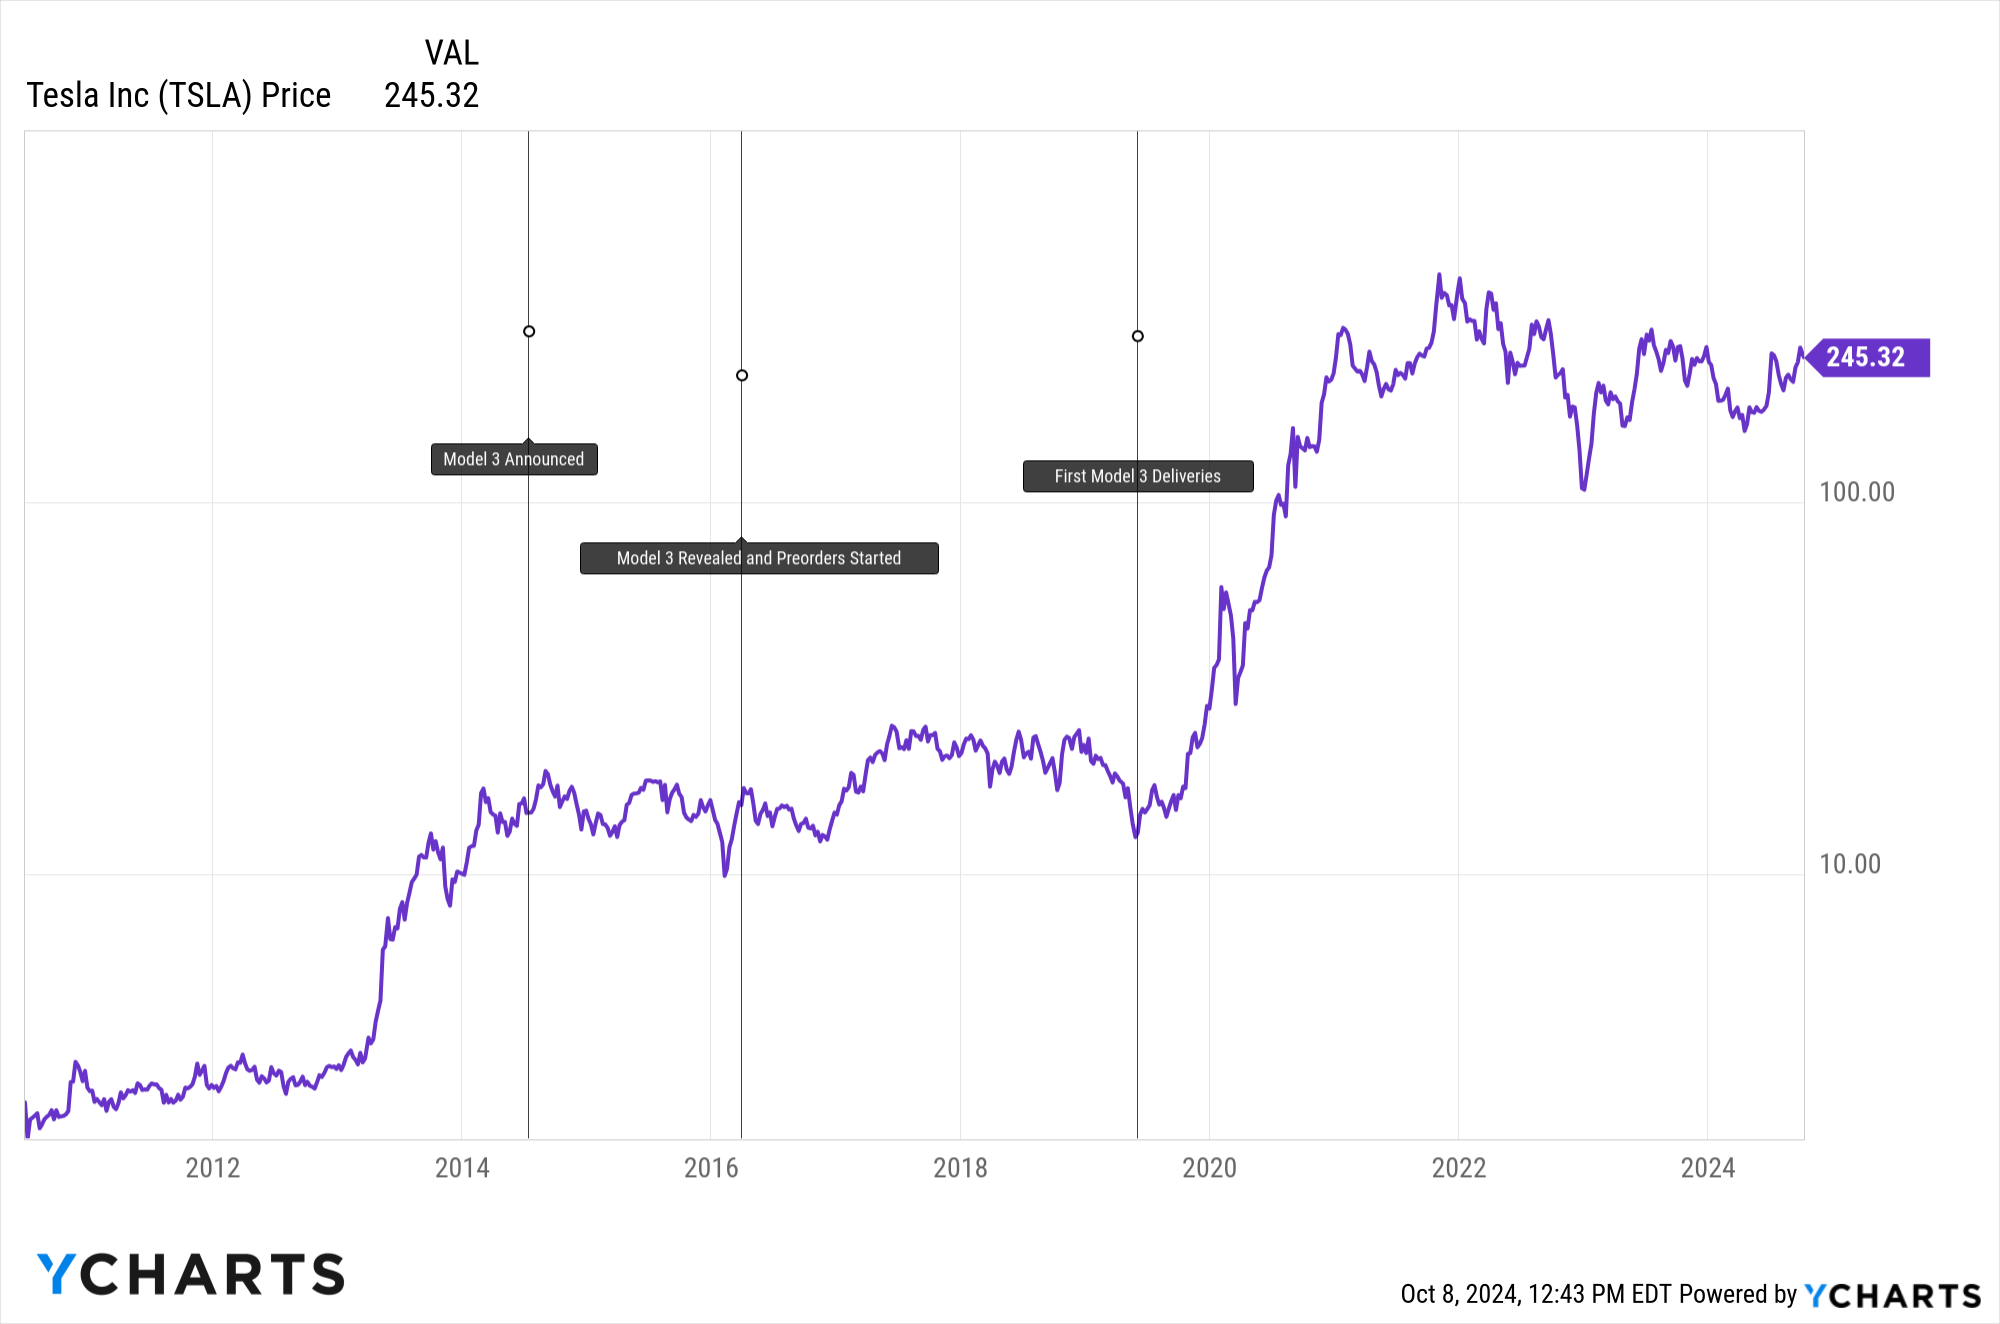 VAL
Tesla Inc (TSLA) Price 245.32
Model 3 Announced
First Model 3 Deliveries
Model 3 Revealed and Preorders Started
245.32
100.00
10.00
2012 2014 2016 2018 2020 2022 2024
YCHARTS
Oct 8, 2024, 12:43 PM EDT Powered by YCHARTS